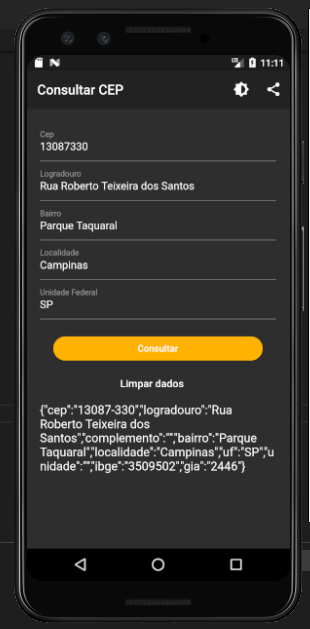 11:11
Consultar CEP
Cep
13087330
Logradouro
Rua Roberto Teixeira dos Santos
Bairro
Parque Taquaral
Localidade
Campinas
Unidade Federal
SP
Consultar
Limpar dados
{"cep":"13087-330","logradouro":"Rua
Roberto Teixeira dos
Santos","complemento":"","bairro":"Parque
Taquaral","localidade":"Campinas","uf":"SP","u
nidade":"","ibge":"3509502","gia":"2446"}